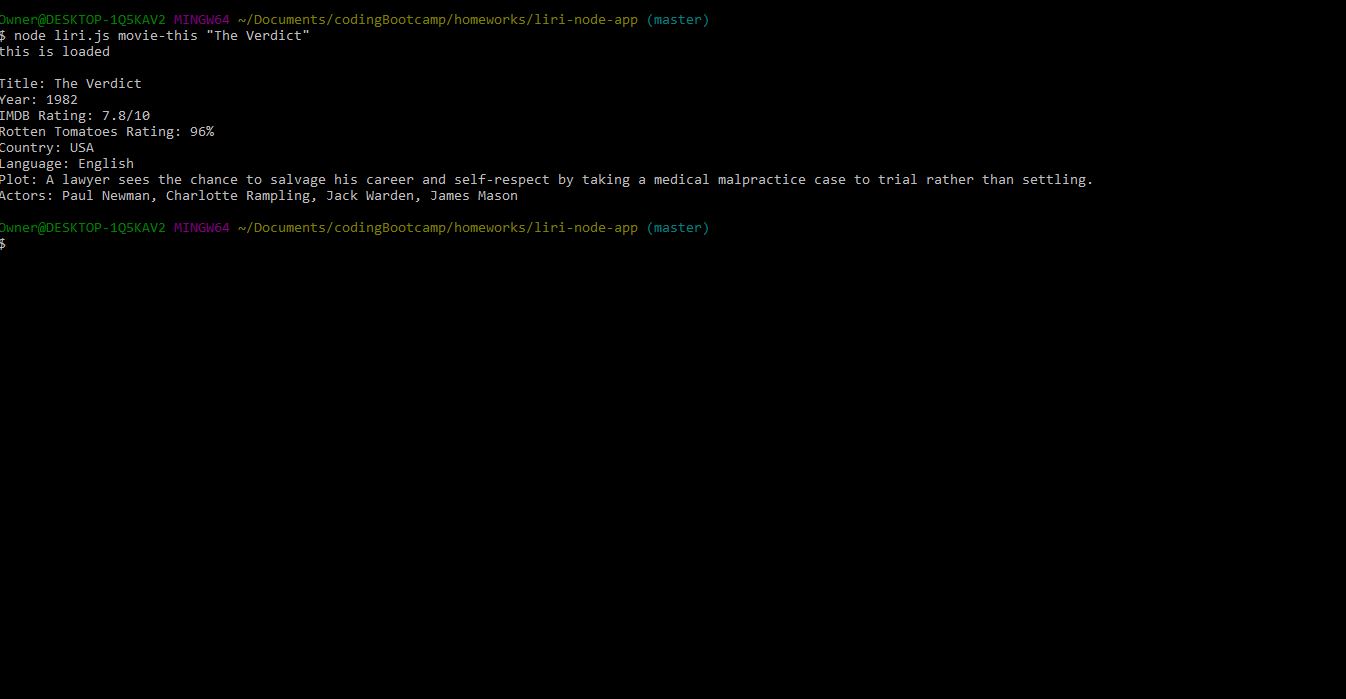 Owner@DESKTOP-1Q5KAV2 MINGW64 ~/Documents/codingBootcamp/homeworks/liri-node-app (master)
$ node liri.js movie-this "The Verdict"
this is loaded
Title: The Verdict
Year: 1982
IMDB Rating: 7.8/10
Rotten Tomatoes Rating: 96%
Country: USA
Language: English
Plot: A lawyer sees the chance to salvage his career and self-respect by taking a medical malpractice case to trial rather than settling.
Actors: Paul Newman, Charlotte Rampling, Jack Warden, James Mason
Owner@DESKTOP-1Q5KAV2 MINGW64 ~/Documents/codingBootcamp/homeworks/liri-node-app (master)
$